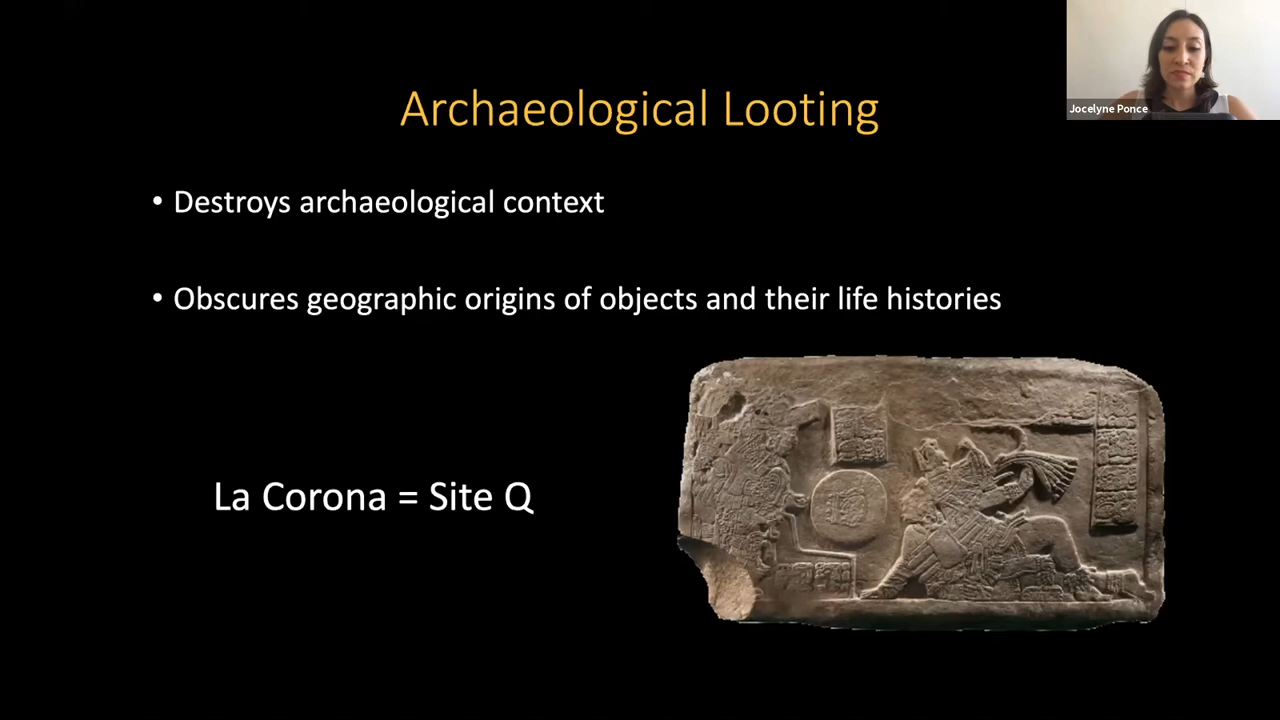 Archaeological Looting
• Destroys archaeological context
• Obscures geographic origins of objects and their life histories
La Corona = Site Q
Jocelyne Ponce